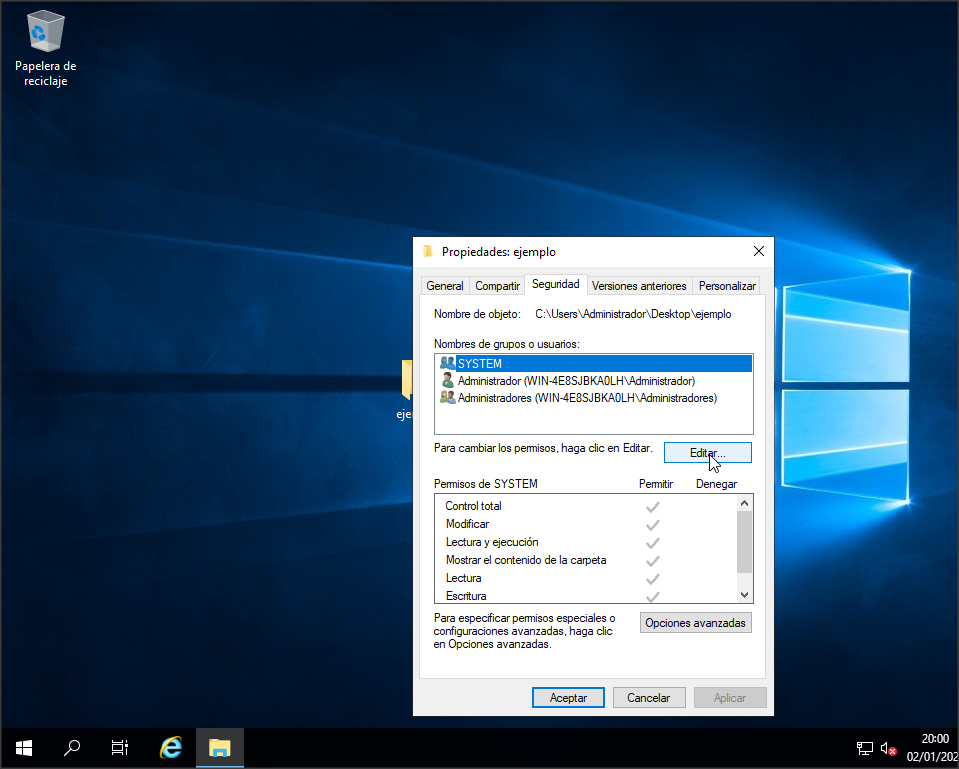 Papelera de
reciclaje
Propiedades: ejemplo
General Compartir Seguridad Versiones anteriores Personalizar
Nombre de objeto: C:\Users\Administrador\Desktop\ejemplo
Nombres de grupos o usuarios:
SYSTEM
Administrador (WIN-4E8SJBKA0LH\Administrador)
Administradores (WIN-4E8SJBKA0LH\Administradores)
Para cambiar los permisos, haga clic en Editar. Editar...
Permisos de SYSTEM Permitir Denegar
Control total
Modificar
Lectura y ejecución
Mostrar el contenido de la carpeta
Lectura
Escritura
Para especificar permisos especiales o
configuraciones avanzadas, haga clic
en Opciones avanzadas.
Opciones avanzadas
Aceptar Cancelar Aplicar
20:00
02/01/202